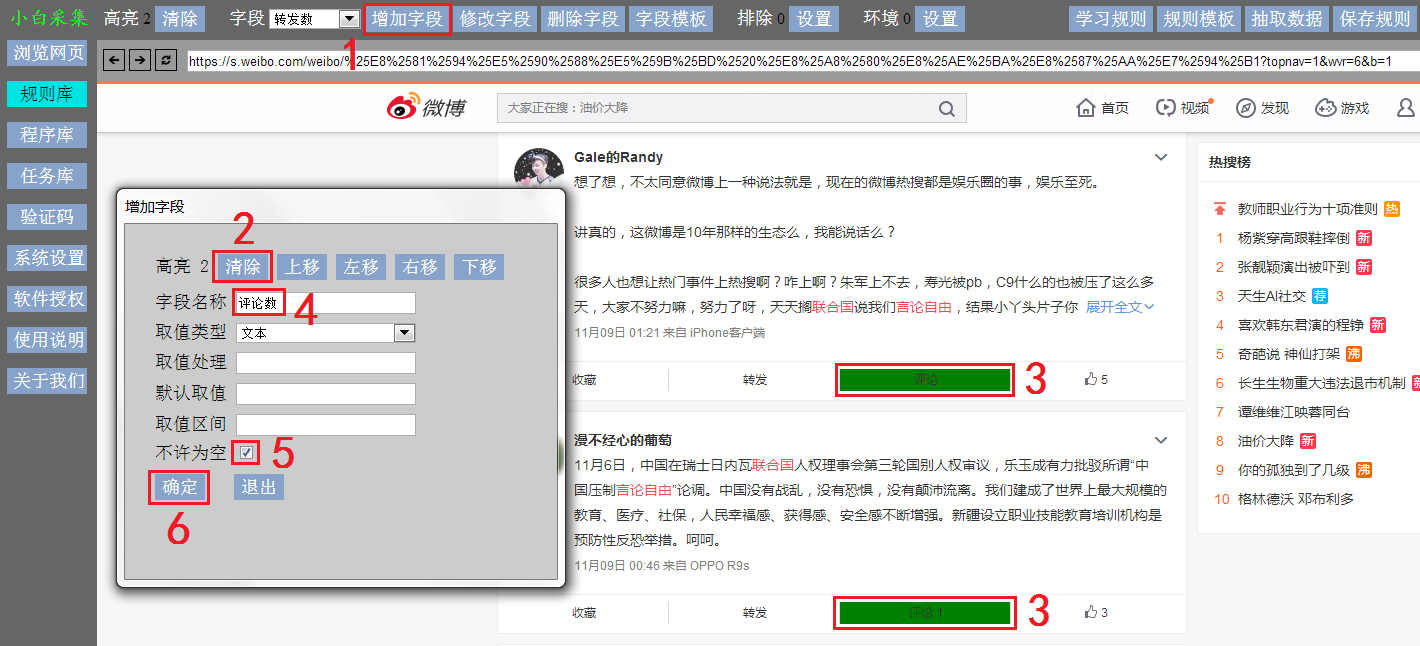 小白采集 高亮 2 清除 字段 转发数 增加字段 修改字段 删除字段 字段模板 排除 0 设置 环境 0 设置 学习规则 规则模板 抽取数据 保存规则
1
浏览网页
https://s.weibo.com/weibo/%25E8%2581%2594%25E5%2590%2588%25E5%259B%25BD%2520%25E8%25A8%2580%25E8%25AE%25BA%25E8%2587%25AA%25E7%2594%25B1?topnav=1&wvr=6&b=1
规则库
程序库
任务库
验证码
系统设置
软件授权
使用说明
关于我们
微博 大家正在搜：油价大降 首页 视频 发现 游戏
增加字段
2
高亮 2 清除 上移 左移 右移 下移
字段名称 评论数 4
取值类型 文本
取值处理
默认取值
取值区间
不许为空 5
确定 退出
6
Gale的Randy
想了想，不太同意微博上一种说法就是，现在的微博热搜都是娱乐圈的事，娱乐至死。
讲真的，这微博是10年那样的生态么，我能说话么？
很多人也想让热门事件上热搜啊？咋上啊？朱军上不去，寿光被pb，C9什么的也被压了这么多
天，大家不努力嘛，努力了呀，天天搁联合国说我们言论自由，结果小丫头片子你 展开全文
11月09日 01:21 来自 iPhone客户端
收藏 转发 评论 3 5
漫不经心的葡萄
11月6日，中国在瑞士日内瓦联合国人权理事会第三轮国别人权审议，乐玉成有力批驳所谓“中
国压制言论自由”论调。中国没有战乱，没有恐惧，没有颠沛流离。我们建成了世界上最大规模的
教育、医疗、社保，人民幸福感、获得感、安全感不断增强。新疆设立职业技能教育培训机构是
预防性反恐举措。呵呵。
11月09日 00:46 来自 OPPO R9s
收藏 转发 评论 1 3 3
热搜榜
教师职业行为十项准则 热
1 杨紫穿高跟鞋摔倒 新
2 张靓颖演出被吓到 新
3 天生AI社交 荐
4 喜欢韩东君演的程铮 新
5 奇葩说 神仙打架 沸
6 长生生物重大违法退市机制 新
7 谭维维江映蓉同台
8 油价大降 新
9 你的孤独到了几级 沸
10 格林德沃 邓布利多